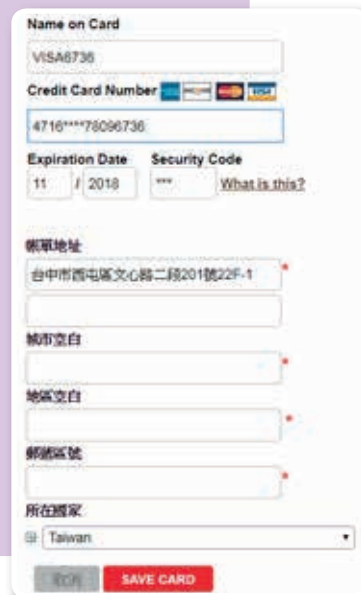 Name on Card
VISA6736
Credit Card Number
4716****78096736
Expiration Date Security Code
11 / 2018 *** What is this?
帳單地址
台中市西屯區文心路二段201號22F-1 *
城市空白
*
地區空白
*
郵遞區號
*
所在國家
Taiwan
取消 SAVE CARD